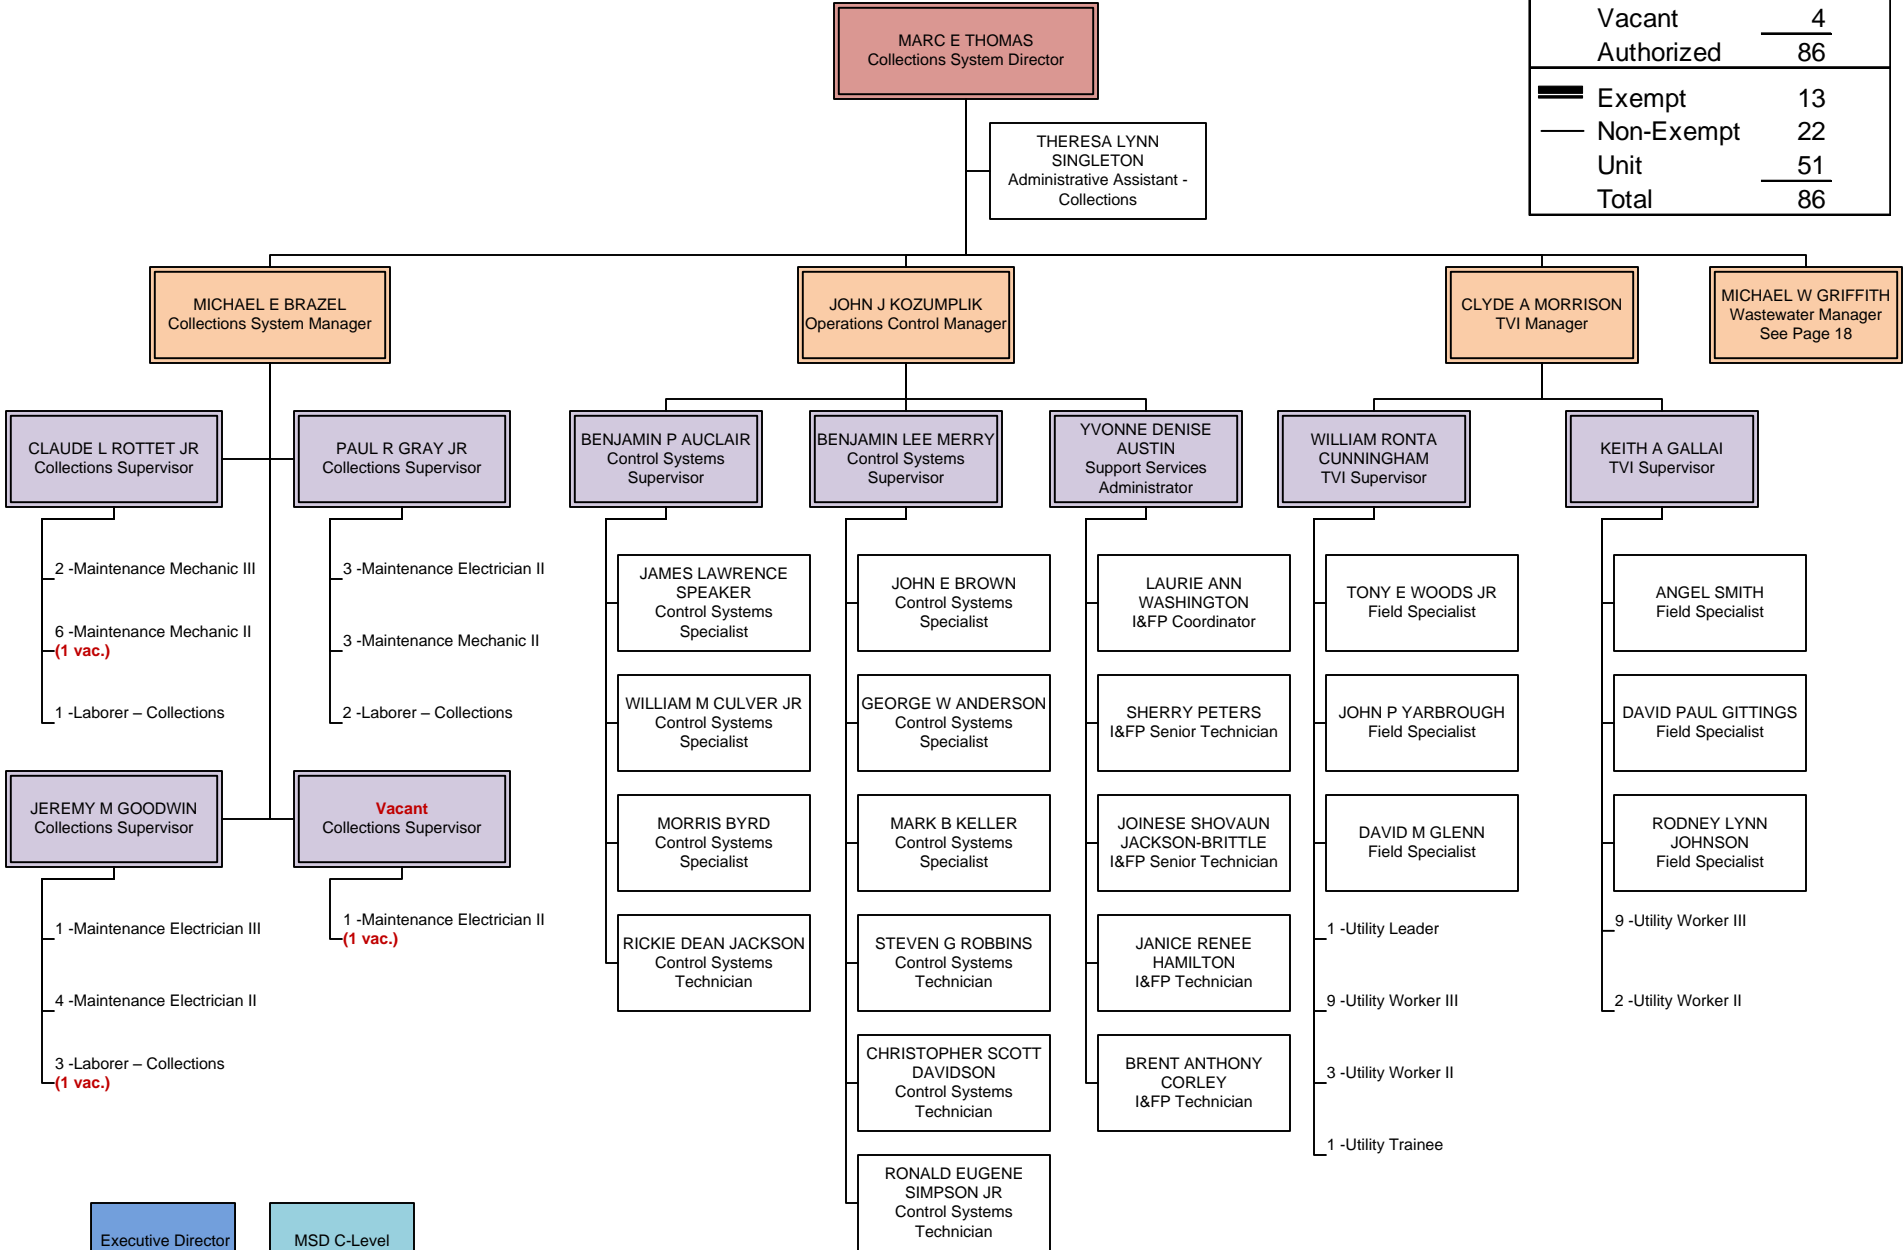 MARC E THOMAS
Collections System Director
Vacant 4
Authorized 86
Exempt 13
Non-Exempt 22
Unit 51
Total 86
THERESA LYNN
SINGLETON
Administrative Assistant -
Collections
MICHAEL E BRAZEL
Collections System Manager
JOHN J KOZUMPLIK
Operations Control Manager
CLYDE A MORRISON
TVI Manager
MICHAEL W GRIFFITH
Wastewater Manager
See Page 18
CLAUDE L ROTTET JR
Collections Supervisor
PAUL R GRAY JR
Collections Supervisor
BENJAMIN P AUCLAIR
Control Systems
Supervisor
BENJAMIN LEE MERRY
Control Systems
Supervisor
YVONNE DENISE
AUSTIN
Support Services
Administrator
WILLIAM RONTA
CUNNINGHAM
TVI Supervisor
KEITH A GALLAI
TVI Supervisor
2 -Maintenance Mechanic III
6 -Maintenance Mechanic II
(1 vac.)
1 -Laborer – Collections
3 -Maintenance Electrician II
3 -Maintenance Mechanic II
2 -Laborer – Collections
JEREMY M GOODWIN
Collections Supervisor
Vacant
Collections Supervisor
1 -Maintenance Electrician III
4 -Maintenance Electrician II
3 -Laborer – Collections
(1 vac.)
1 -Maintenance Electrician II
(1 vac.)
JAMES LAWRENCE
SPEAKER
Control Systems
Specialist
WILLIAM M CULVER JR
Control Systems
Specialist
MORRIS BYRD
Control Systems
Specialist
RICKIE DEAN JACKSON
Control Systems
Technician
JOHN E BROWN
Control Systems
Specialist
GEORGE W ANDERSON
Control Systems
Specialist
MARK B KELLER
Control Systems
Specialist
STEVEN G ROBBINS
Control Systems
Technician
CHRISTOPHER SCOTT
DAVIDSON
Control Systems
Technician
RONALD EUGENE
SIMPSON JR
Control Systems
Technician
LAURIE ANN
WASHINGTON
I&FP Coordinator
SHERRY PETERS
I&FP Senior Technician
JOINESE SHOVAUN
JACKSON-BRITTLE
I&FP Senior Technician
JANICE RENEE
HAMILTON
I&FP Technician
BRENT ANTHONY
CORLEY
I&FP Technician
TONY E WOODS JR
Field Specialist
JOHN P YARBROUGH
Field Specialist
DAVID M GLENN
Field Specialist
1 -Utility Leader
9 -Utility Worker III
3 -Utility Worker II
1 -Utility Trainee
ANGEL SMITH
Field Specialist
DAVID PAUL GITTINGS
Field Specialist
RODNEY LYNN
JOHNSON
Field Specialist
9 -Utility Worker III
2 -Utility Worker II
Executive Director
MSD C-Level